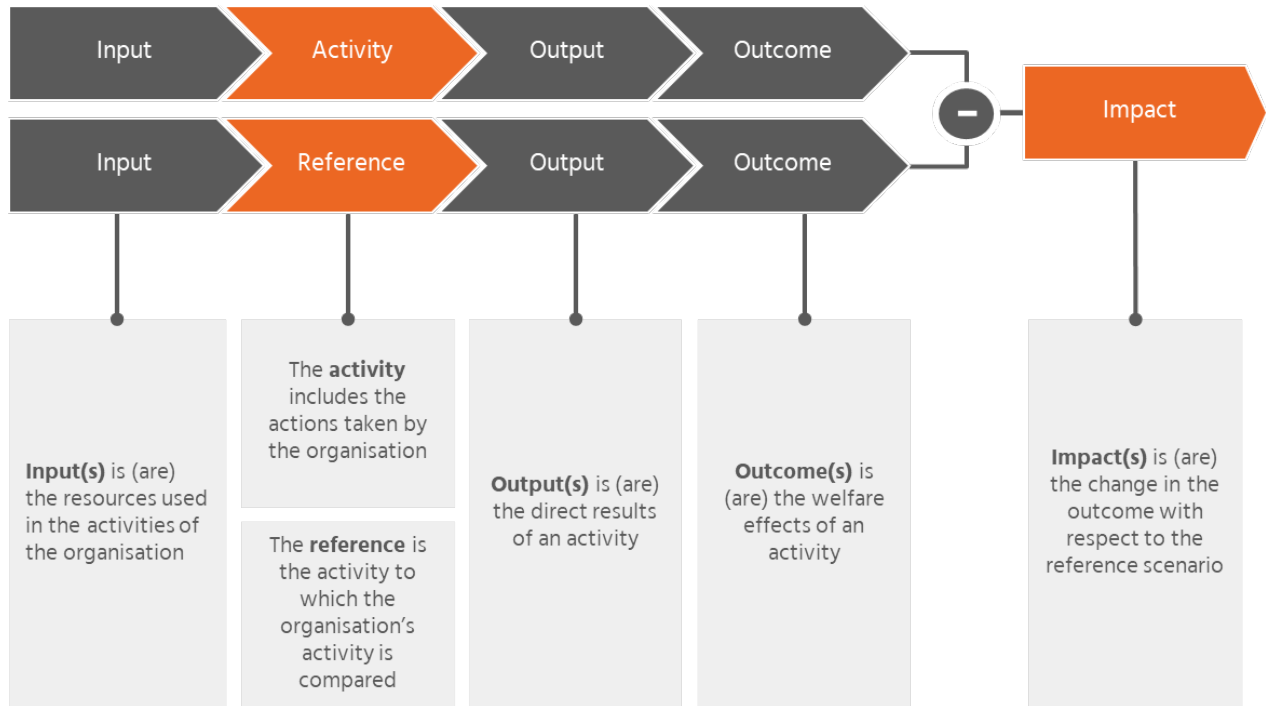 Input
Activity
Output
Outcome
Impact
Input
Reference
Output
Outcome
Input(s) is (are)
the resources used
in the activities of
the organisation
The activity
includes the
actions taken by
the organisation
The reference is
the activity to
which the
organisation’s
activity is
compared
Output(s) is (are)
the direct results
of an activity
Outcome(s) is
(are) the welfare
effects of an
activity
Impact(s) is (are)
the change in the
outcome with
respect to the
reference scenario